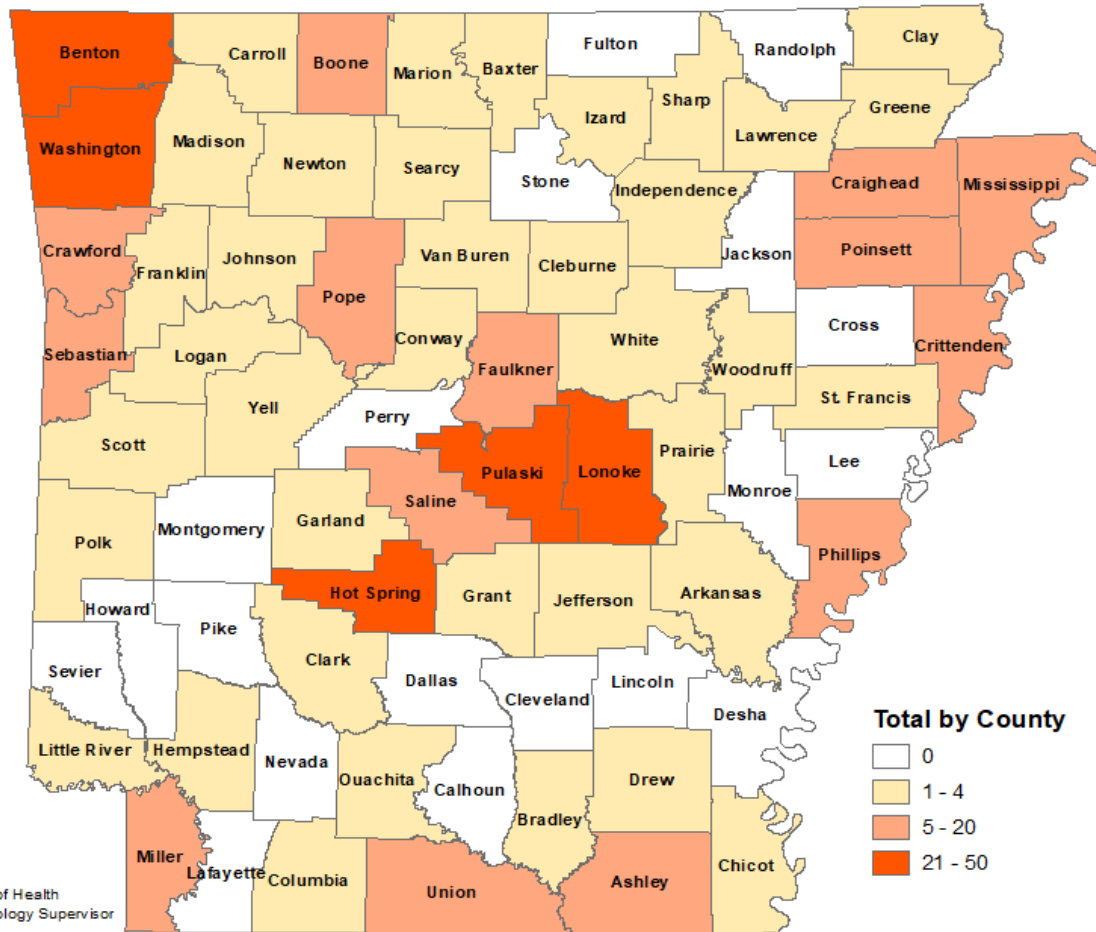 Benton
Carroll
Boone
Marion
Baxter
Fulton
Randolph
Clay
Sharp
Izard
Greene
Lawrence
Washington
Madison
Newton
Searcy
Stone
Independence
Craighead
Mississippi
Crawford
Franklin
Johnson
Pope
Van Buren
Cleburne
Jackson
Poinsett
Sebastian
Logan
Conway
Faulkner
White
Woodruff
Cross
Crittenden
Scott
Yell
Perry
Pulaski
Lonoke
Prairie
St. Francis
Lee
Monroe
Polk
Montgomery
Garland
Saline
Phillips
Hot Spring
Grant
Jefferson
Arkansas
Howard
Pike
Clark
Sevier
Dallas
Cleveland
Lincoln
Desha
Little River
Hempstead
Nevada
Ouachita
Calhoun
Bradley
Drew
Miller
Lafayette
Columbia
Union
Ashley
Chicot
Total by County
0
1 - 4
5 - 20
21 - 50
of Health
ology Supervisor